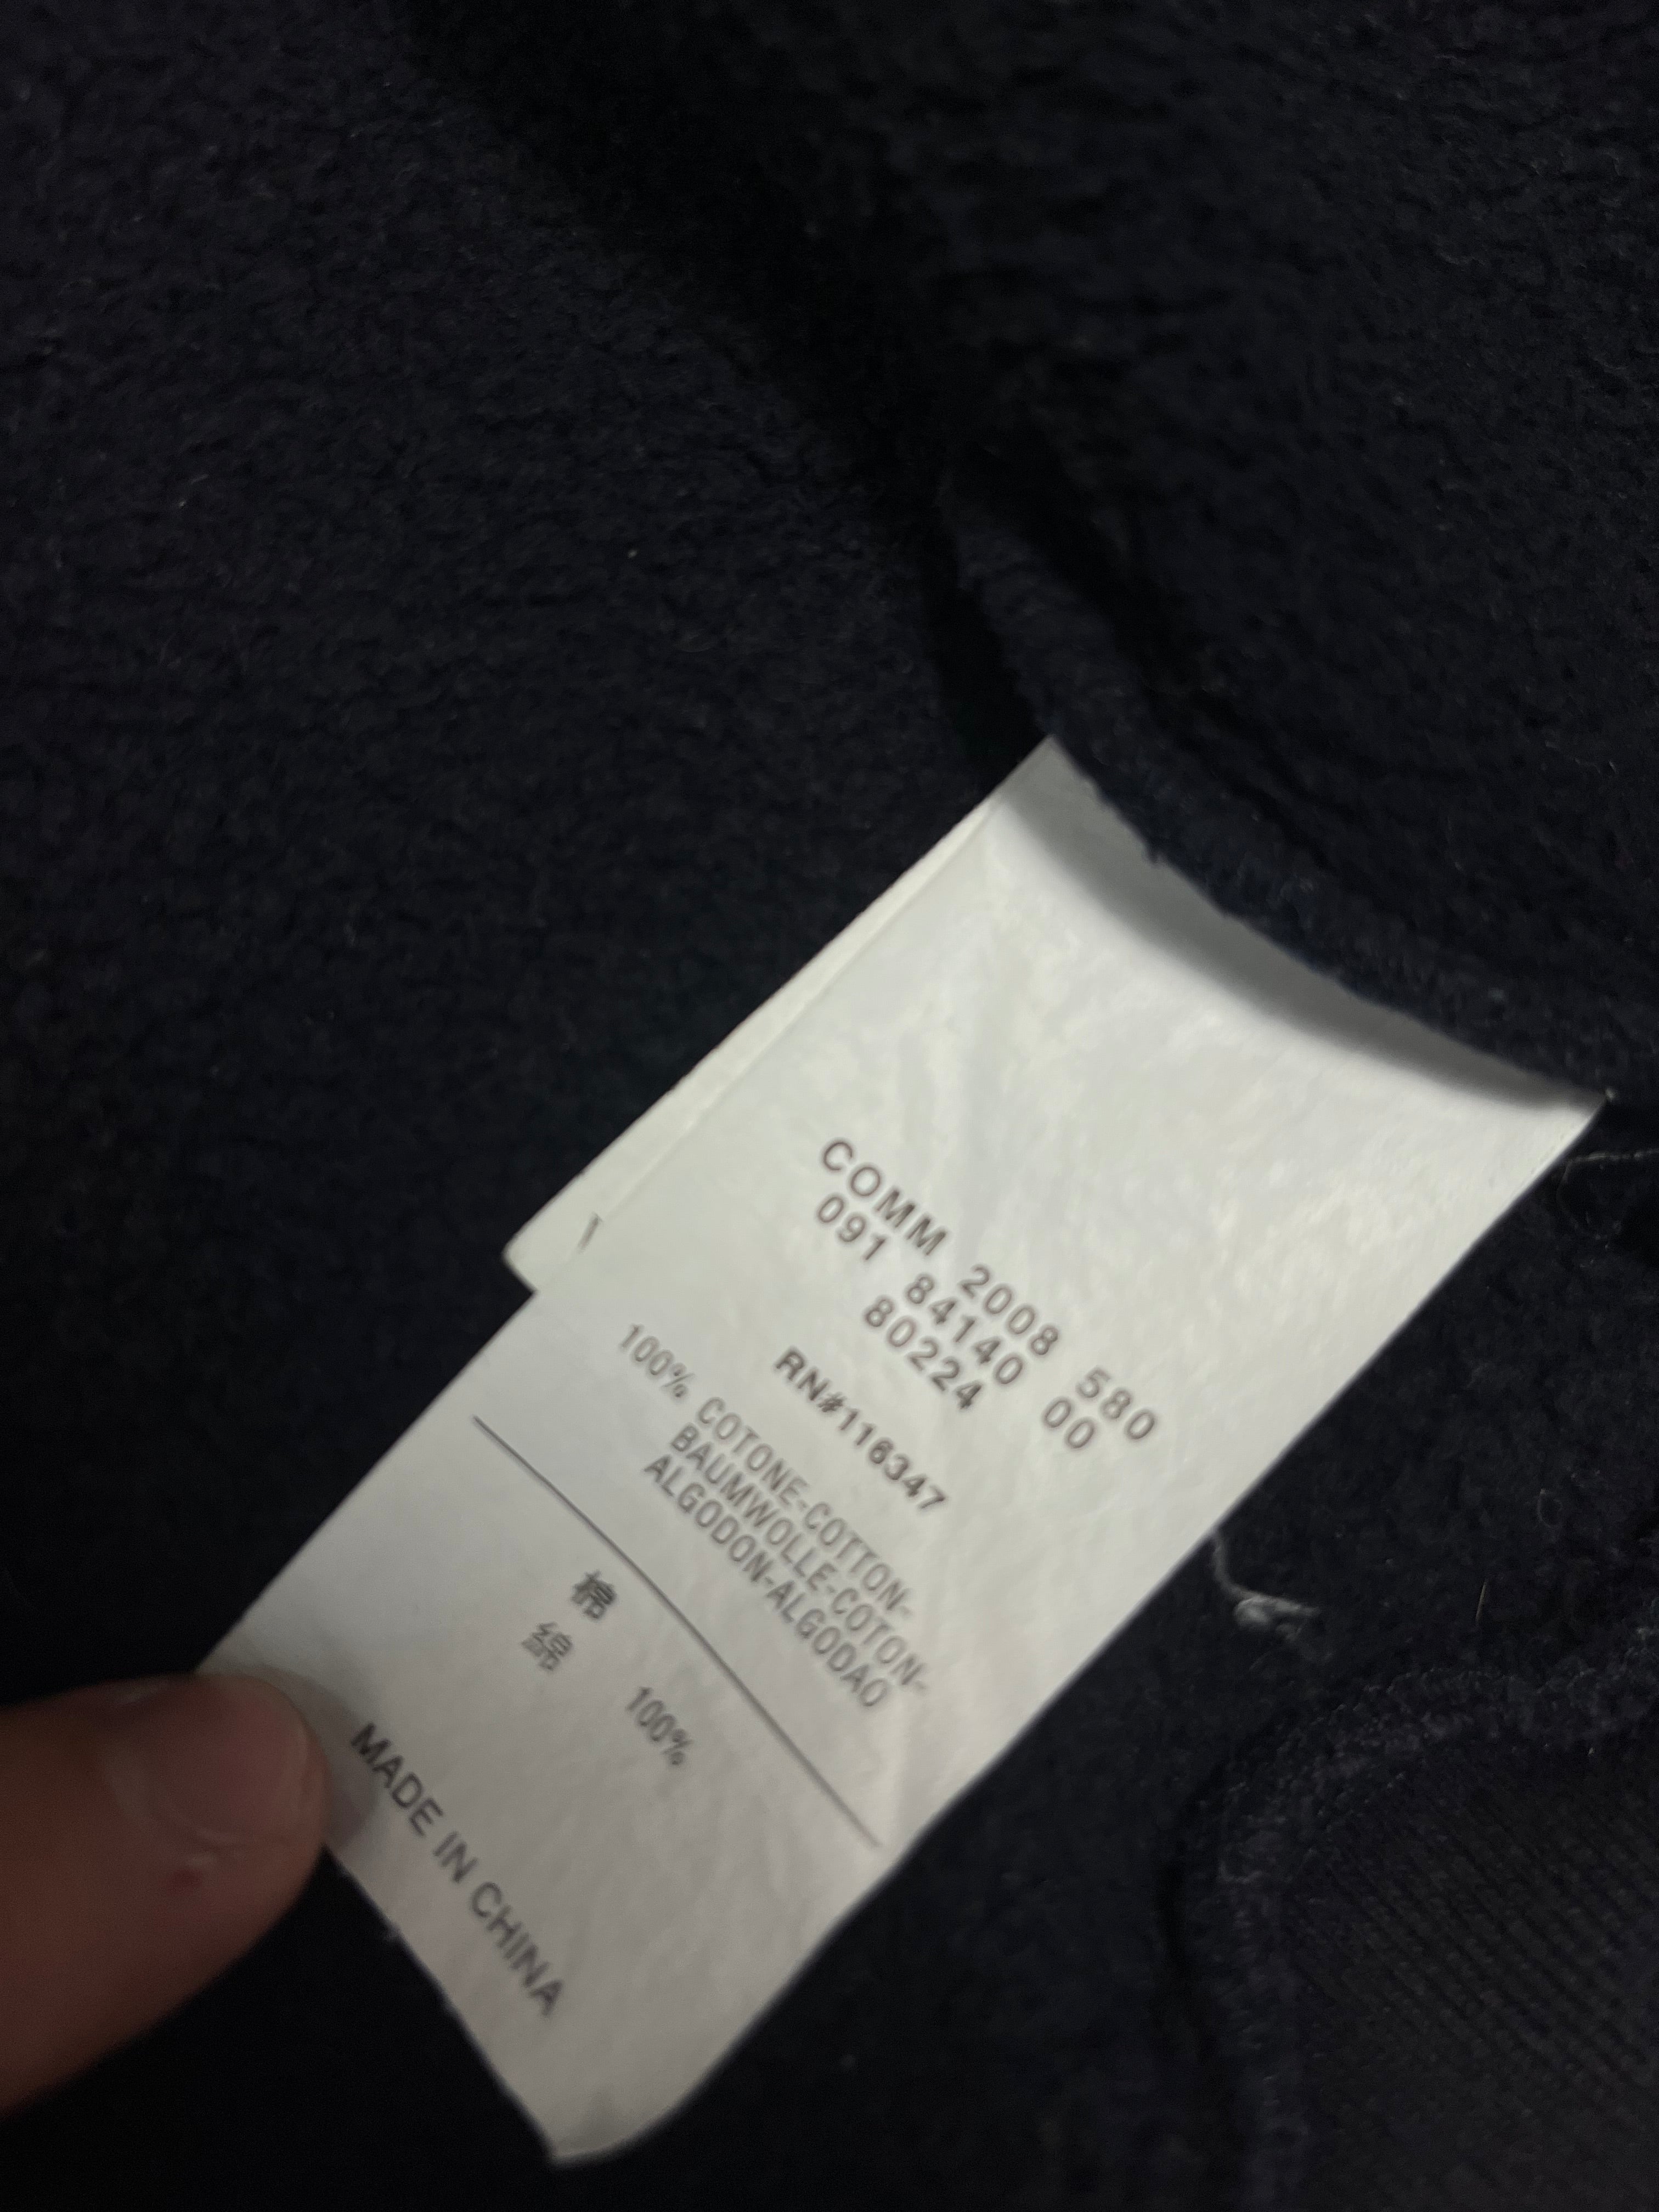 COMM 2008 580
091 84140 00
80224
RN#116347
100% COTONE-COTTON-
BAUMWOLLE-COTON-
ALGODON-ALGODAO
棉
綿 100%
MADE IN CHINA